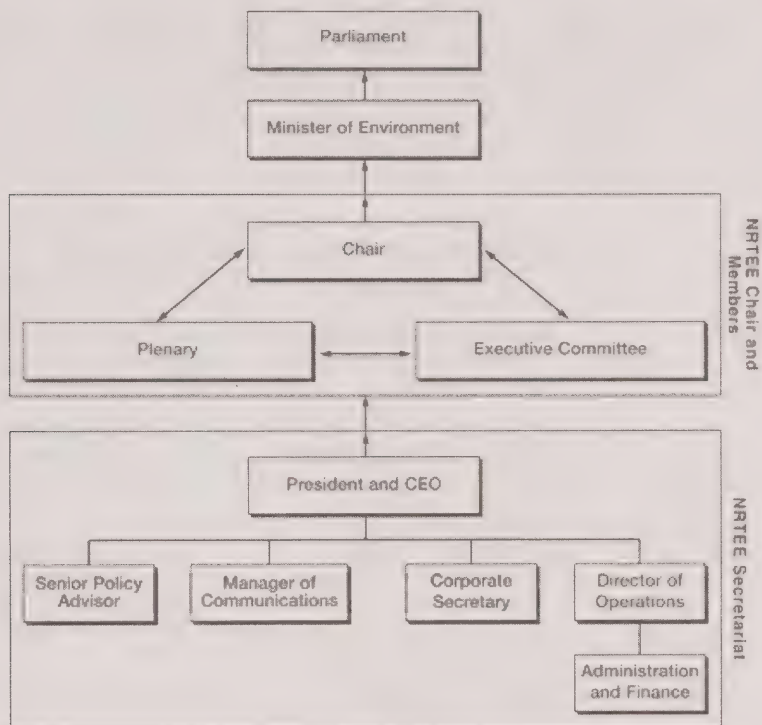 Parliament
Minister of Environment
Chair
Plenary
Executive Committee
NRTEE Chair and
Members
President and CEO
Senior Policy
Advisor
Manager of
Communications
Corporate
Secretary
Director of
Operations
Administration
and Finance
NRTEE Secretariat